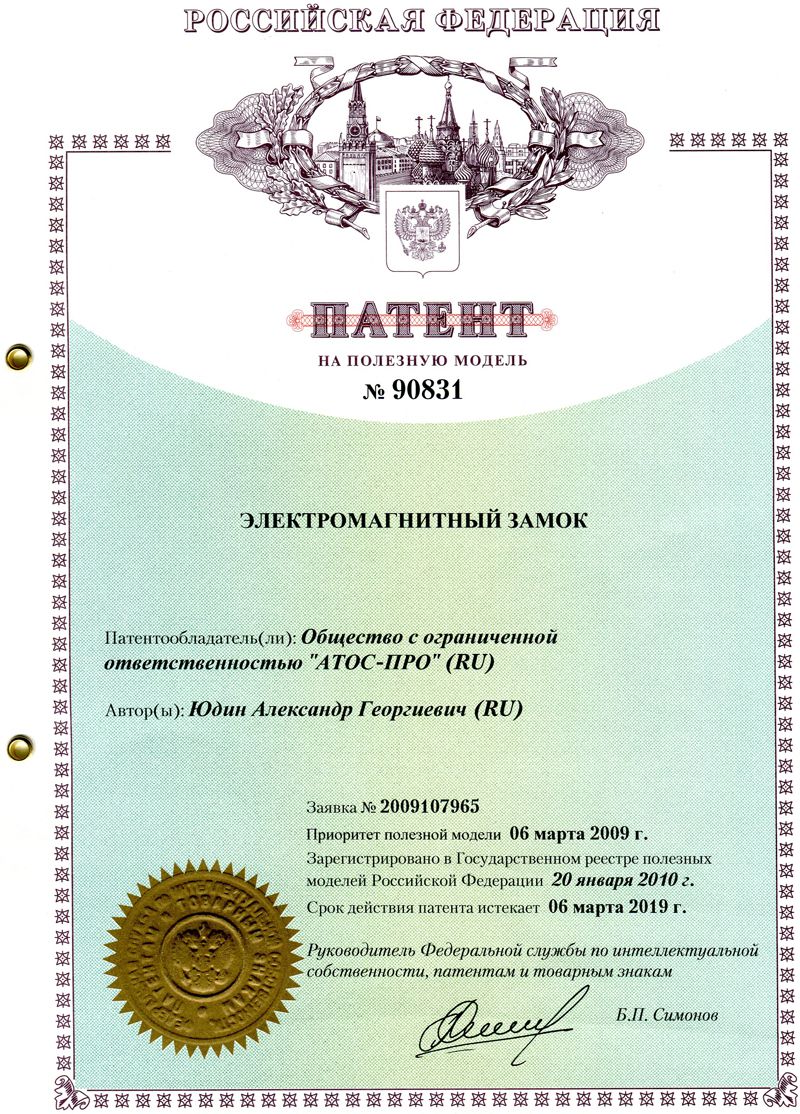 РОССИЙСКАЯ ФЕДЕРАЦИЯ
ПАТЕНТ
НА ПОЛЕЗНУЮ МОДЕЛЬ
№ 90831
ЭЛЕКТРОМАГНИТНЫЙ ЗАМОК
Патентообладатель(ли): Общество с ограниченной
ответственностью "АТОС-ПРО" (RU)
Автор(ы): Юдин Александр Георгиевич (RU)
Заявка № 2009107965
Приоритет полезной модели 06 марта 2009 г.
Зарегистрировано в Государственном реестре полезных
моделей Российской Федерации 20 января 2010 г.
Срок действия патента истекает 06 марта 2019 г.
Руководитель Федеральной службы по интеллектуальной
собственности, патентам и товарным знакам
Б.П. Симонов